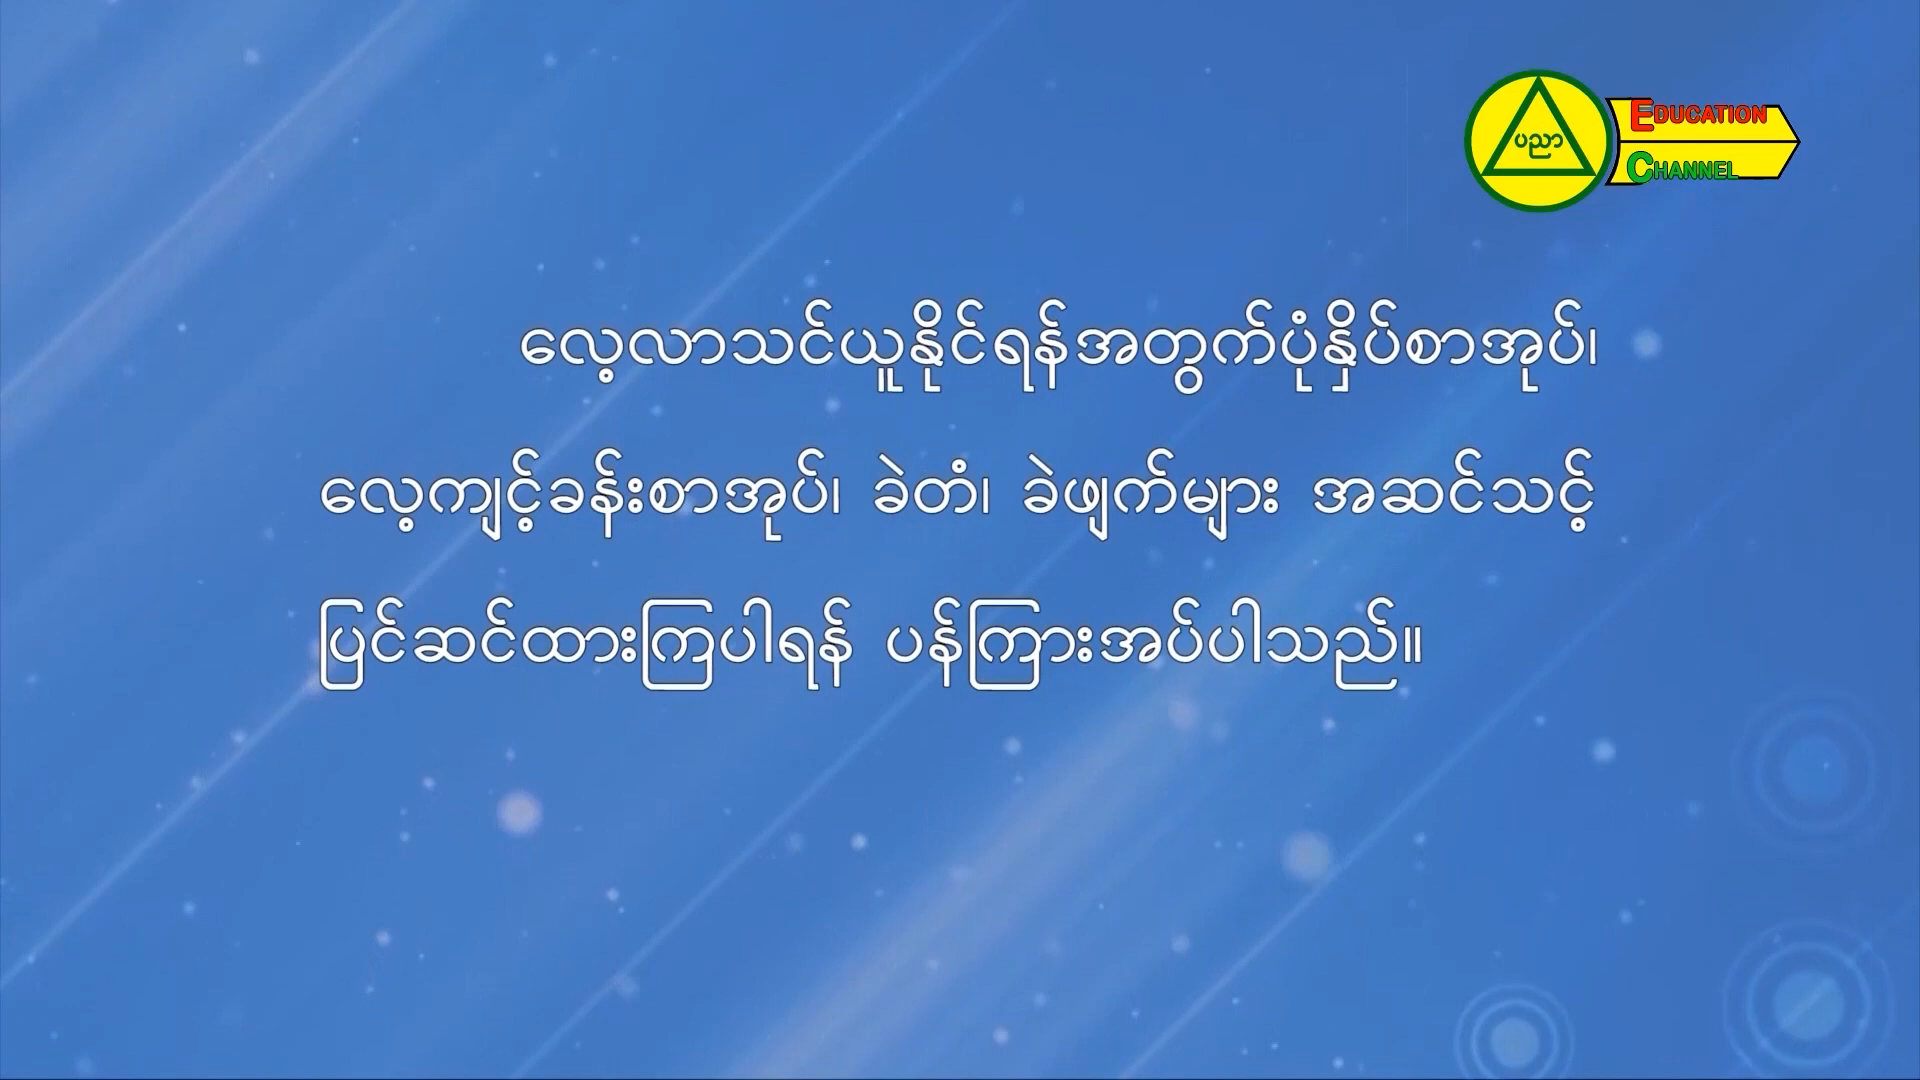 ပညာ
EDUCATION
CHANNEL
လေ့လာသင်ယူနိုင်ရန်အတွက်ပုံနှိပ်စာအုပ်၊
လေ့ကျင့်ခန်းစာအုပ်၊ ခဲတံ၊ ခဲဖျက်များ အဆင်သင့်
ပြင်ဆင်ထားကြပါရန် ပန်ကြားအပ်ပါသည်။